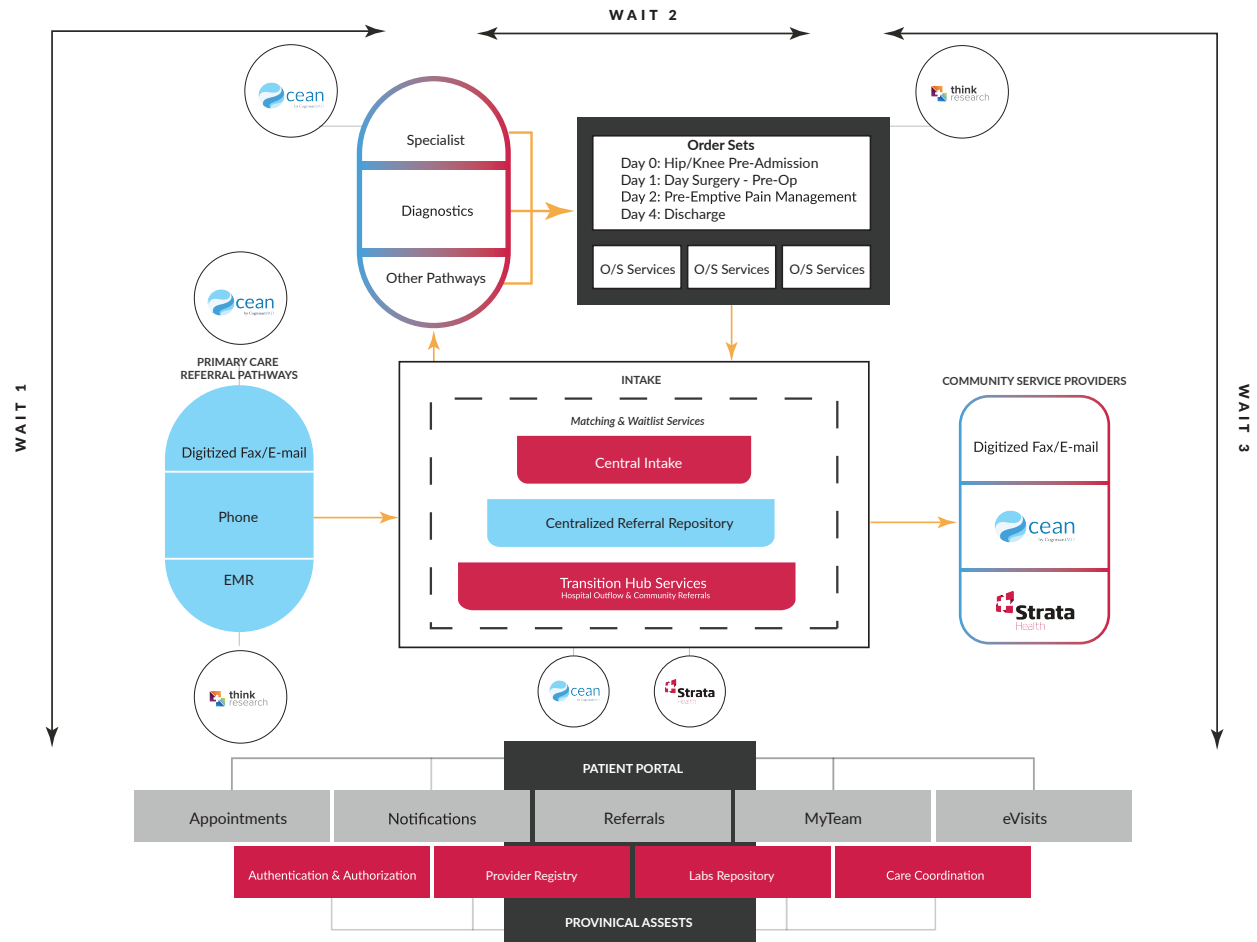 WAIT 2
cean
think
research
Specialist
Diagnostics
Other Pathways
Order Sets
Day 0: Hip/Knee Pre-Admission
Day 1: Day Surgery - Pre-Op
Day 2: Pre-Emptive Pain Management
Day 4: Discharge
O/S Services
O/S Services
O/S Services
cean
by CognisantMD
PRIMARY CARE
REFERRAL PATHWAYS
Digitized Fax/E-mail
Phone
EMR
think
research
WAIT 1
INTAKE
Matching & Waitlist Services
Central Intake
Centralized Referral Repository
Transition Hub Services
Hospital Outflow & Community Referrals
cean
Strata
HEALTH
COMMUNITY SERVICE PROVIDERS
Digitized Fax/E-mail
cean
by CognisantMD
Strata
Health
WAIT 3
PATIENT PORTAL
Appointments
Notifications
Referrals
MyTeam
eVisits
Authentication & Authorization
Provider Registry
Labs Repository
Care Coordination
PROVINICAL ASSESTS